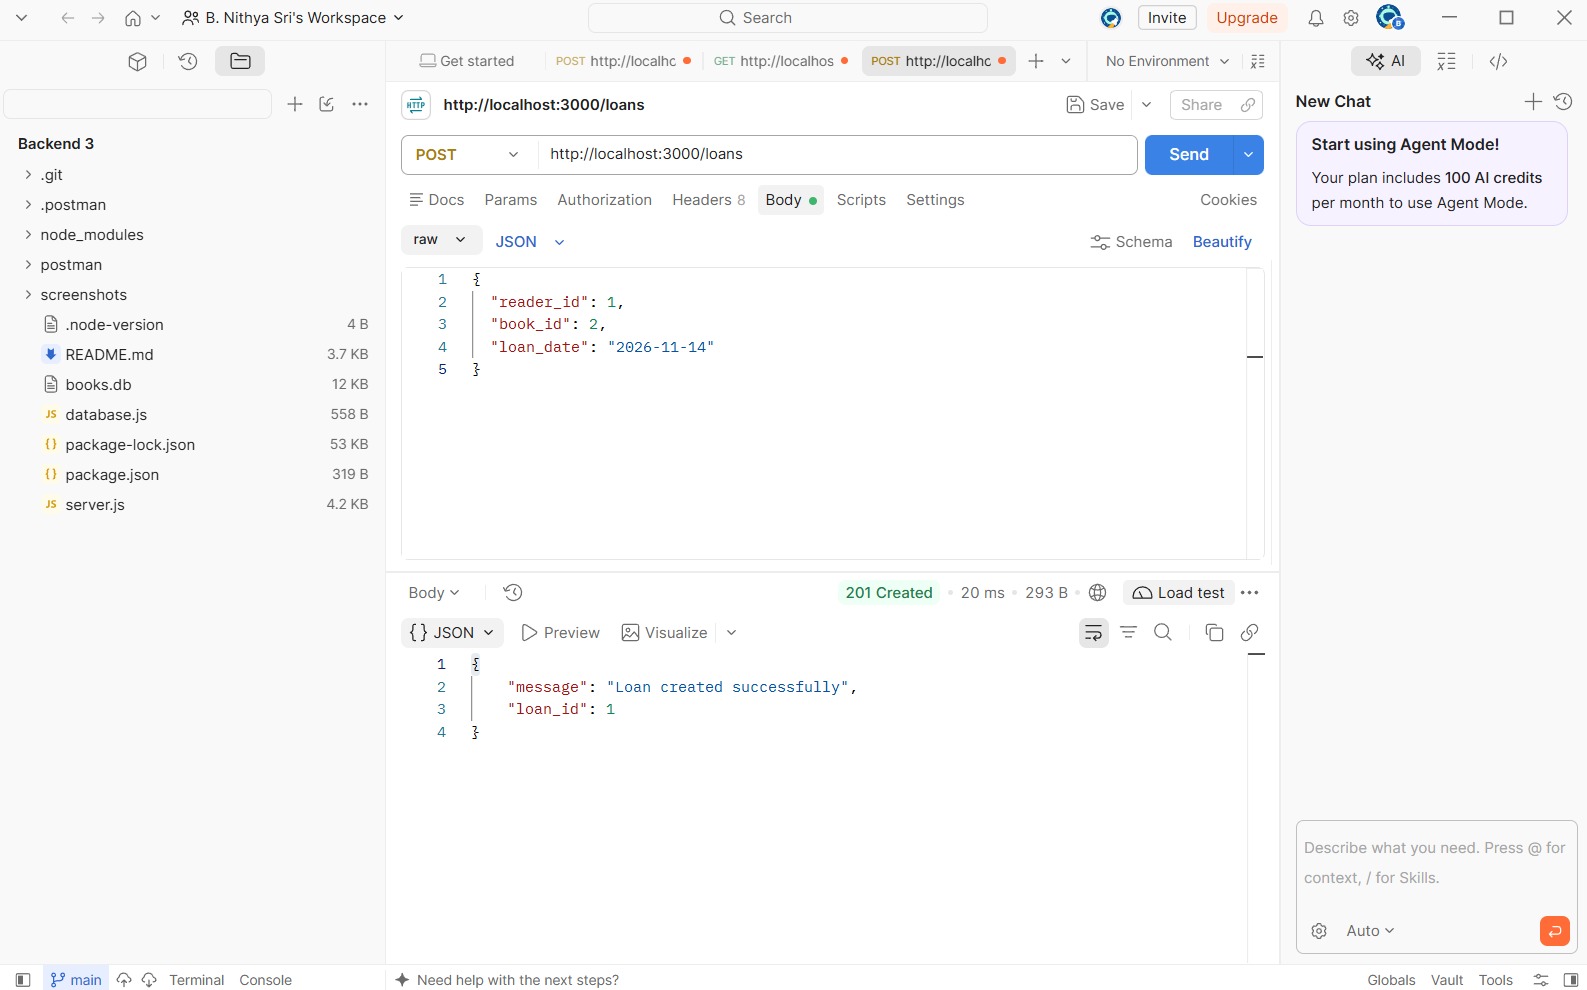 B. Nithya Sri's Workspace
Search
Invite
Upgrade
B
Get started
POST http://localhc
GET http://localhos
POST http://localhc
No Environment
AI
Backend 3
.git
.postman
node_modules
postman
screenshots
.node-version 4 B
README.md 3.7 KB
books.db 12 KB
JS database.js 558 B
{} package-lock.json 53 KB
{} package.json 319 B
JS server.js 4.2 KB
HTTP http://localhost:3000/loans
Save
Share
POST http://localhost:3000/loans
Send
Docs Params Authorization Headers 8 Body Scripts Settings Cookies
raw JSON Schema Beautify
1 {
2 "reader_id": 1,
3 "book_id": 2,
4 "loan_date": "2026-11-14"
5 }
Body 201 Created • 20 ms • 293 B • Load test
{} JSON Preview Visualize
1 {
2 "message": "Loan created successfully",
3 "loan_id": 1
4 }
New Chat
Start using Agent Mode!
Your plan includes 100 AI credits
per month to use Agent Mode.
Describe what you need. Press @ for
context, / for Skills.
Auto
main Terminal Console
Need help with the next steps?
Globals Vault Tools